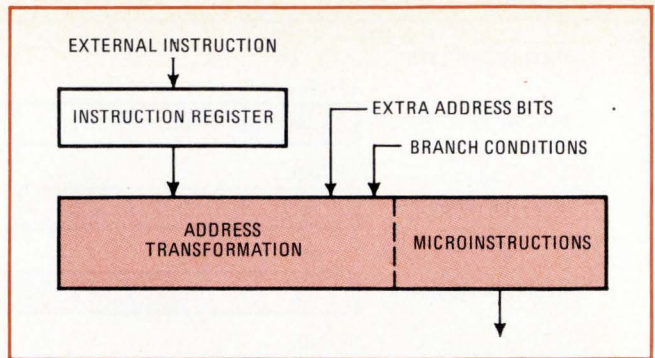 EXTERNAL INSTRUCTION
INSTRUCTION REGISTER
EXTRA ADDRESS BITS
BRANCH CONDITIONS
ADDRESS
TRANSFORMATION
MICROINSTRUCTIONS